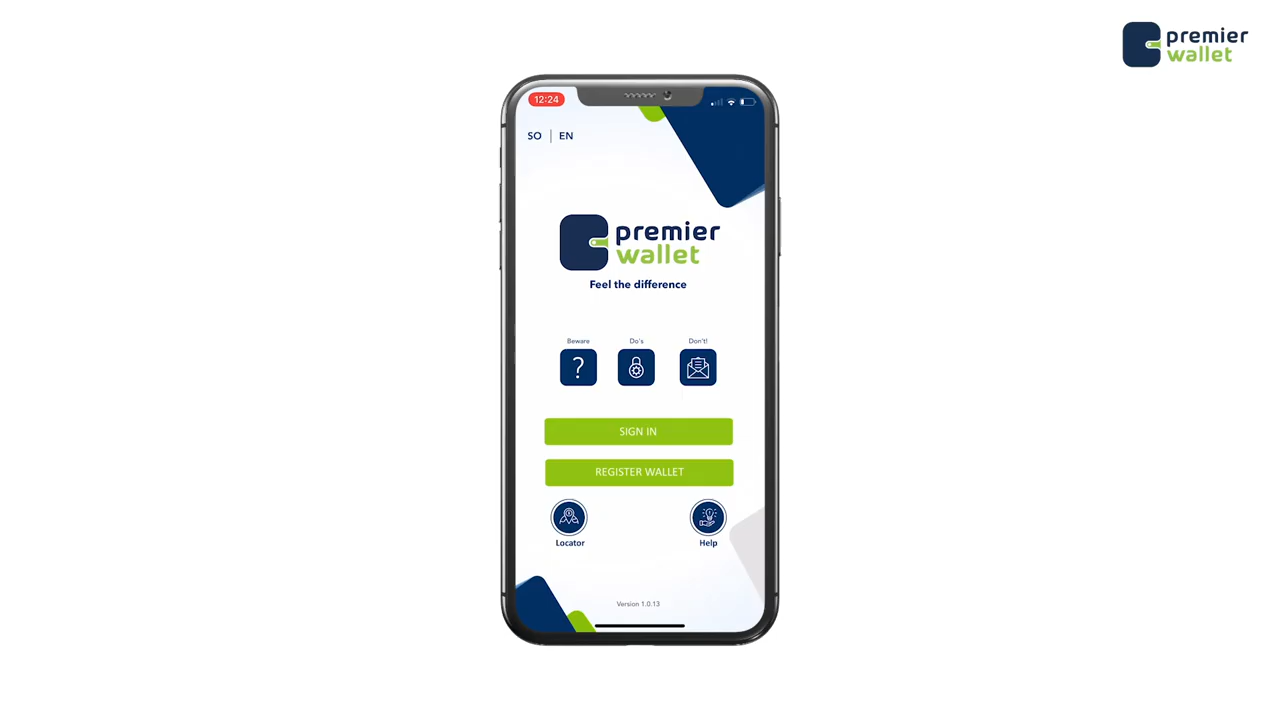 premier
wallet
12:24
SO | EN
premier
wallet
Feel the difference
Beware
Do's
Don't!
?
SIGN IN
REGISTER WALLET
Locator
Help
Version 1.0.13